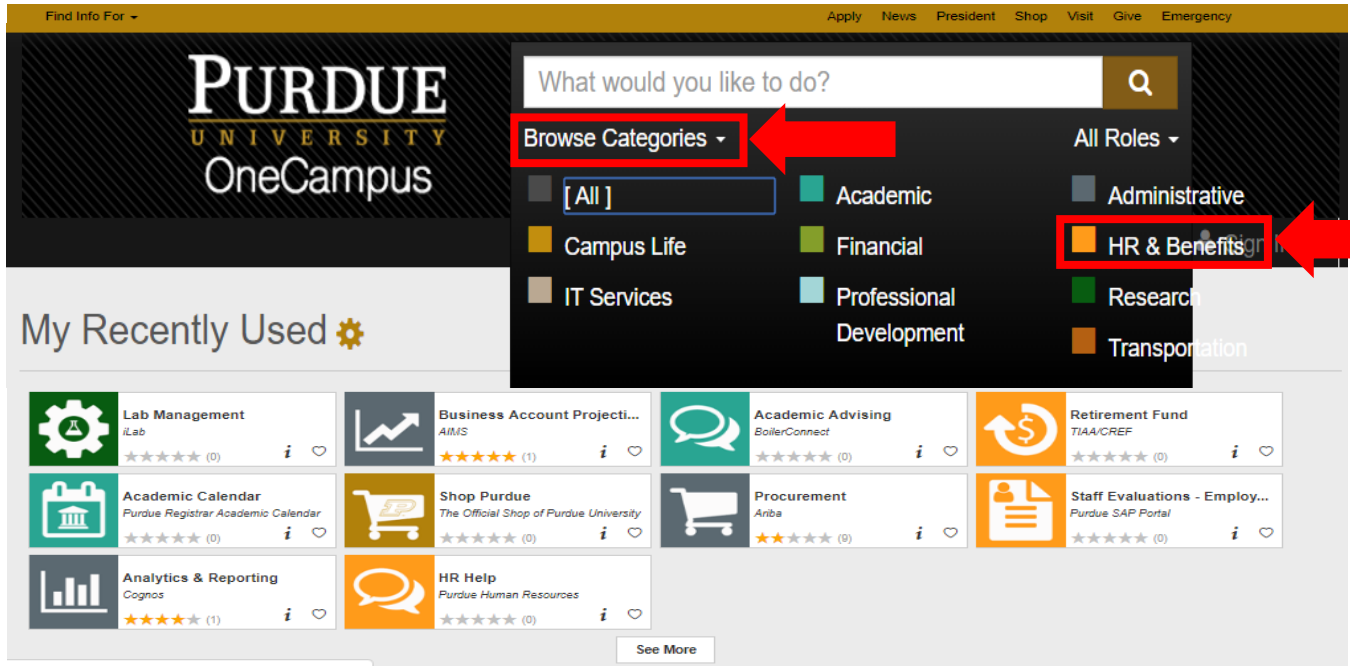 Find Info For
Apply News President Shop Visit Give Emergency
PURDUE
UNIVERSITY
OneCampus
What would you like to do?
Browse Categories
All Roles
[ All ]
Academic
Administrative
Campus Life
Financial
HR & Benefits
IT Services
Professional
Development
Research
Transportation
My Recently Used
Lab Management
iLab
(0)
i
Business Account Projecti...
AIMS
(1)
i
Academic Advising
BoilerConnect
(0)
i
Retirement Fund
TIAA/CREF
(0)
i
Academic Calendar
Purdue Registrar Academic Calendar
(0)
i
Shop Purdue
The Official Shop of Purdue University
(0)
i
Procurement
Ariba
(9)
i
Staff Evaluations - Employ...
Purdue SAP Portal
(0)
i
Analytics & Reporting
Cognos
(1)
i
HR Help
Purdue Human Resources
(0)
i
See More